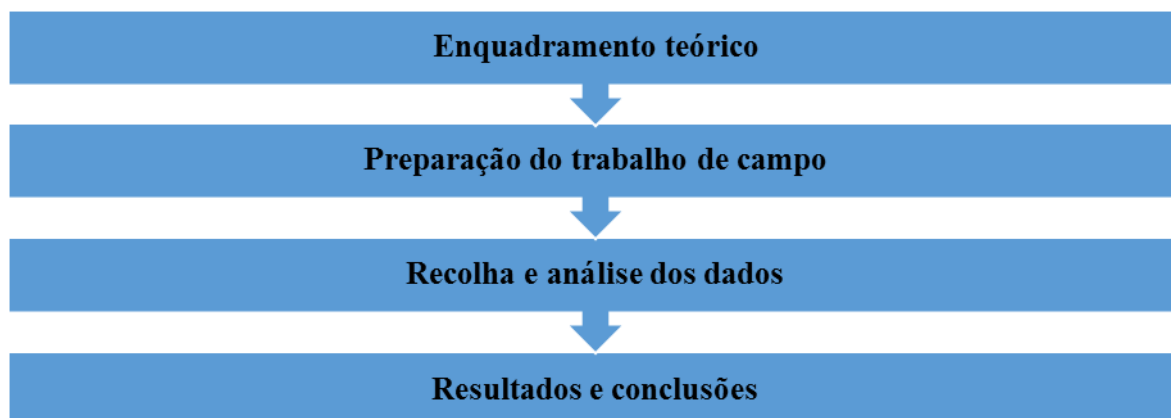 Enquadramento teórico
Preparação do trabalho de campo
Recolha e análise dos dados
Resultados e conclusões